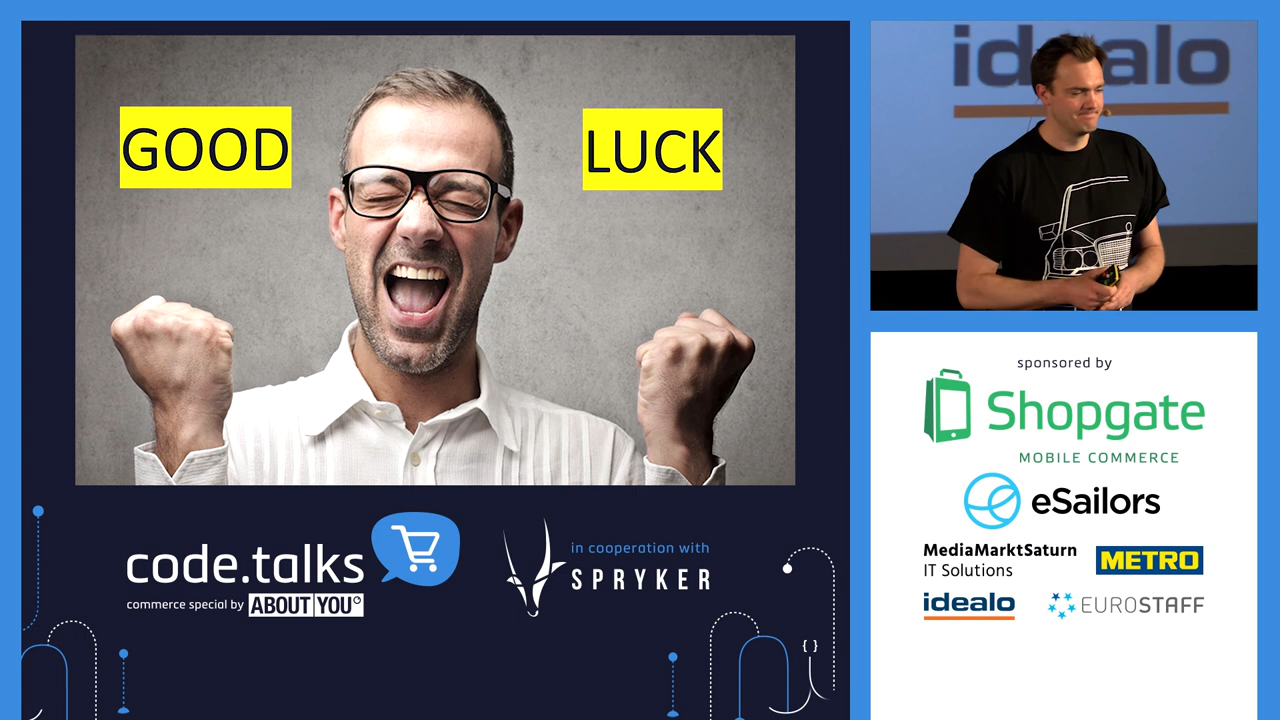 GOOD
LUCK
idealo
code.talks
commerce special by ABOUT YOU°
in cooperation with
SPRYKER
{ }
sponsored by
Shopgate
MOBILE COMMERCE
eSailors
MediaMarktSaturn
IT Solutions
METRO
idealo
EUROSTAFF